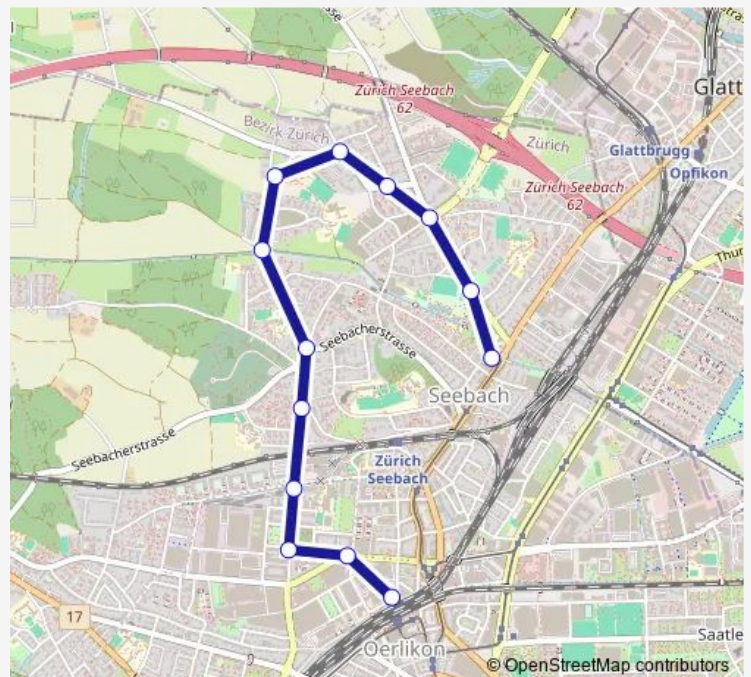 Zürich Seebach
62
Glatt
Bezirk Zürich
Zürich
Glattbrugg
Opfikon
Zürich Seebach
62
Thur
Seebacherstrasse
Seebach
Seebacherstrasse
Zürich
Seebach
17
Saatle
Oerlikon
© OpenStreetMap contributors